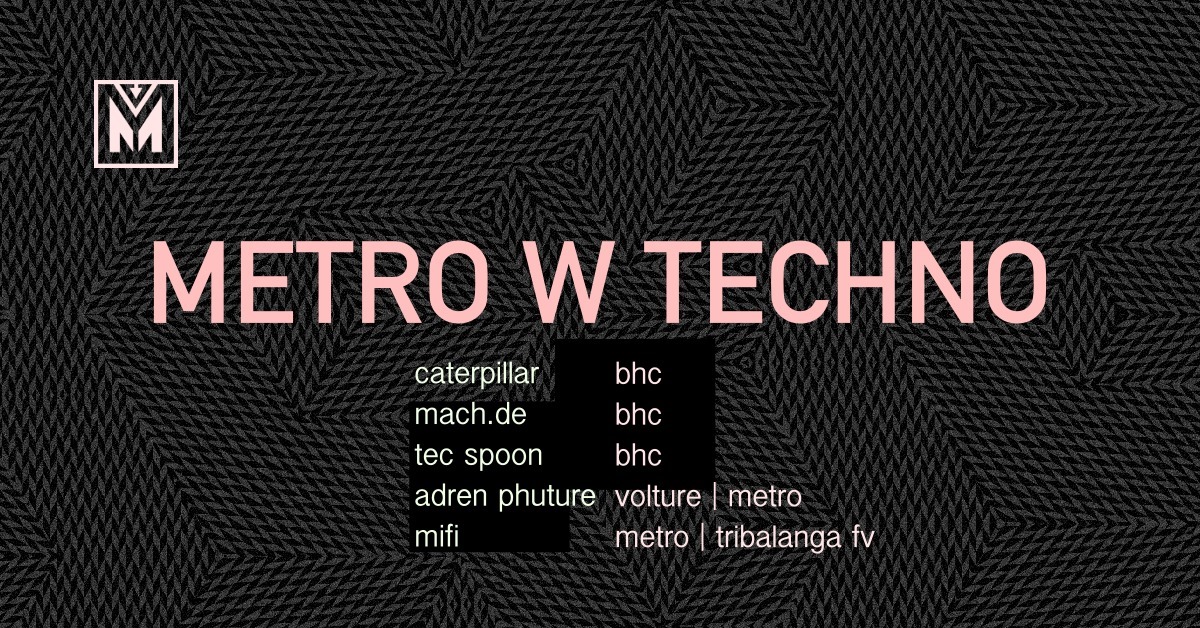 METRO W TECHNO
caterpillar bhc
mach.de bhc
tec spoon bhc
adren phuture volture | metro
mifi metro | tribalanga fv